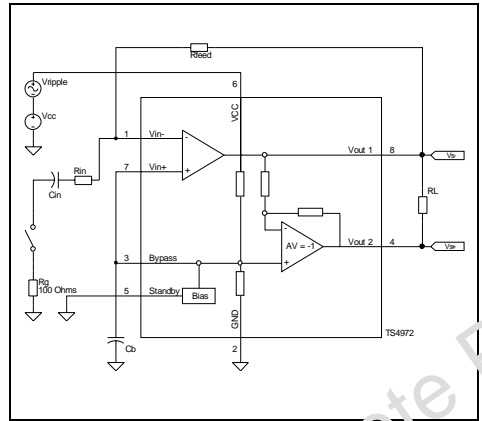 Rfeed
Vripple
Vcc
6
VCC
1 Vin-
7 Vin+
Vout 1 8
Vs-
Rin
Cin
RL
AV = -1
Vout 2 4
Vs+
3 Bypass
5 Standby
Bias
Rg
100 Ohms
GND
TS4972
Cb
2
ete P